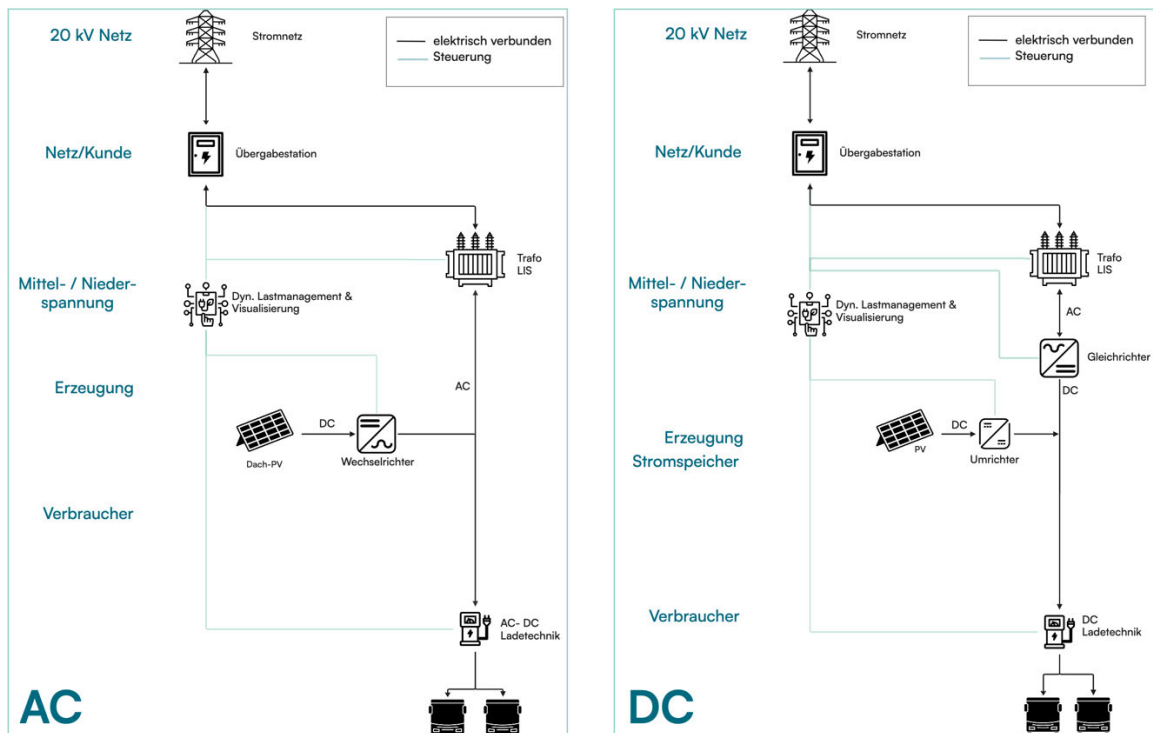 20 kV Netz
Stromnetz
elektrisch verbunden
Steuerung
Netz/Kunde
Übergabestation
Trafo
LIS
Mittel- / Nieder-
spannung
Dyn. Lastmanagement &
Visualisierung
Erzeugung
AC
DC
Dach-PV
Wechselrichter
Verbraucher
AC- DC
Ladetechnik
AC
20 kV Netz
Stromnetz
elektrisch verbunden
Steuerung
Netz/Kunde
Übergabestation
Trafo
LIS
Mittel- / Nieder-
spannung
Dyn. Lastmanagement &
Visualisierung
AC
Gleichrichter
DC
Erzeugung
Stromspeicher
DC
PV
Umrichter
Verbraucher
DC
Ladetechnik
DC